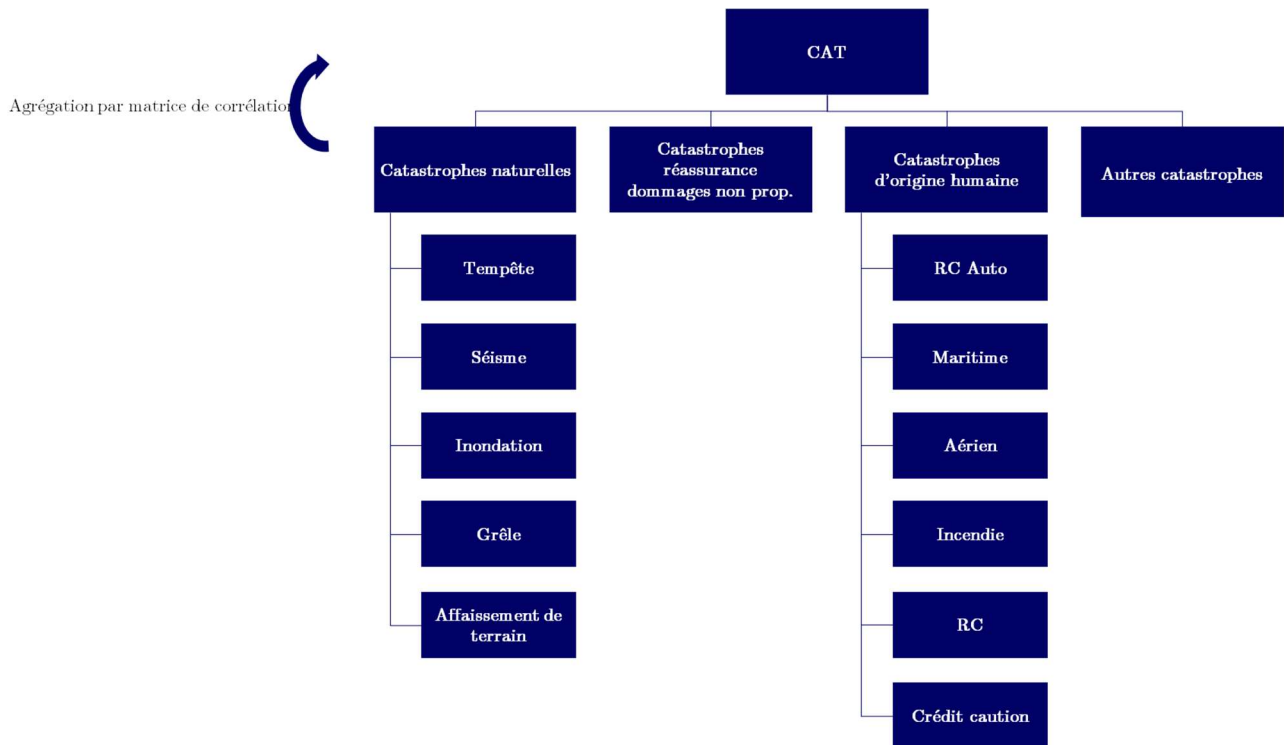 CAT
Agrégation par matrice de corrélation
Catastrophes naturelles
Catastrophes
réassurance
dommages non prop.
Catastrophes
d'origine humaine
Autres catastrophes
Tempête
Séisme
Inondation
Grêle
Affaissement de
terrain
RC Auto
Maritime
Aérien
Incendie
RC
Crédit caution